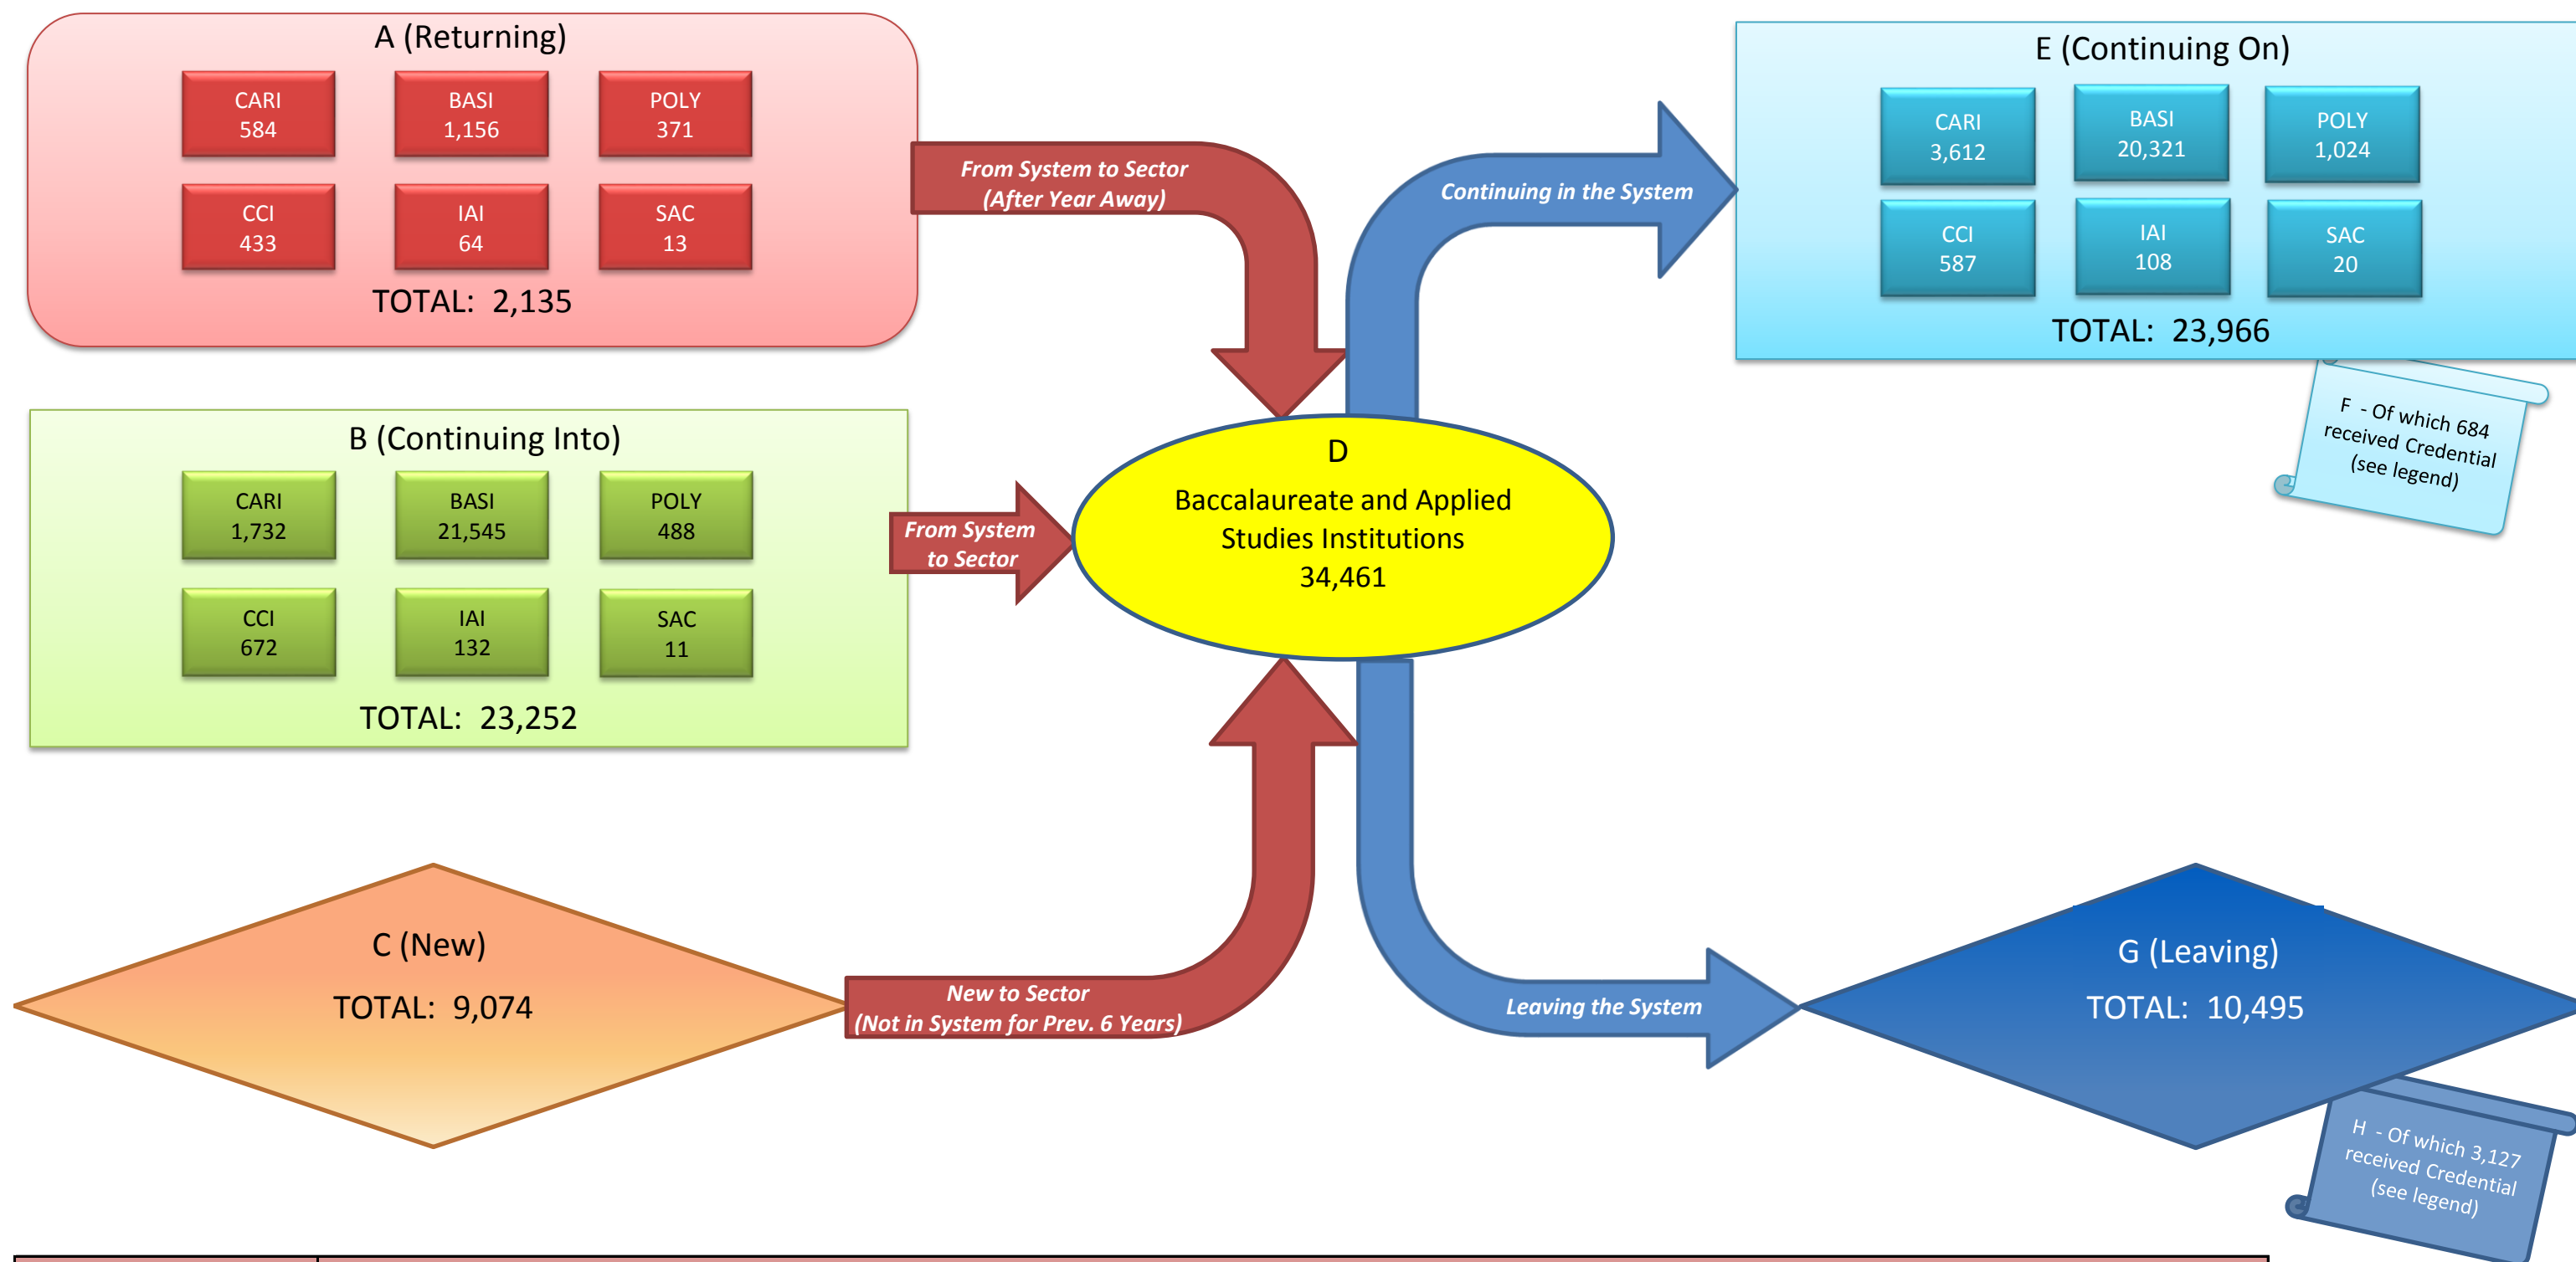 A (Returning)
CARI
584
BASI
1,156
POLY
371
CCI
433
IAI
64
SAC
13
TOTAL: 2,135
From System to Sector
(After Year Away)
Continuing in the System
E (Continuing On)
CARI
3,612
BASI
20,321
POLY
1,024
CCI
587
IAI
108
SAC
20
TOTAL: 23,966
F - Of which 684
received Credential
(see legend)
B (Continuing Into)
CARI
1,732
BASI
21,545
POLY
488
CCI
672
IAI
132
SAC
11
TOTAL: 23,252
From System
to Sector
D
Baccalaureate and Applied
Studies Institutions
34,461
C (New)
TOTAL: 9,074
New to Sector
(Not in System for Prev. 6 Years)
Leaving the System
G (Leaving)
TOTAL: 10,495
H - Of which 3,127
received Credential
(see legend)